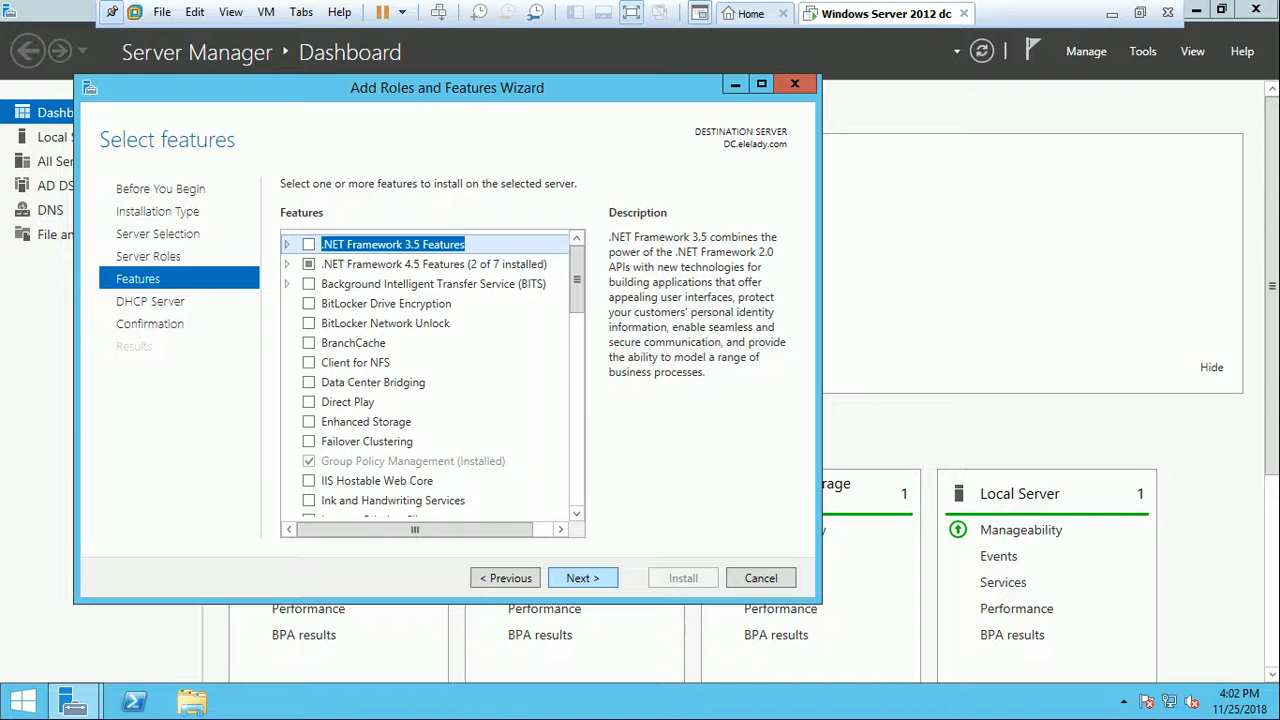 File Edit View VM Tabs Help Home Windows Server 2012 dc
Server Manager Dashboard
Manage Tools View Help
Dashb
Local S
All Ser
AD DS
DNS
File an
Add Roles and Features Wizard
Select features
DESTINATION SERVER
DC.elelady.com
Before You Begin
Installation Type
Server Selection
Server Roles
Features
DHCP Server
Confirmation
Results
Select one or more features to install on the selected server.
Features
.NET Framework 3.5 Features
.NET Framework 4.5 Features (2 of 7 installed)
Background Intelligent Transfer Service (BITS)
BitLocker Drive Encryption
BitLocker Network Unlock
BranchCache
Client for NFS
Data Center Bridging
Direct Play
Enhanced Storage
Failover Clustering
Group Policy Management (Installed)
IIS Hostable Web Core
Ink and Handwriting Services
Description
.NET Framework 3.5 combines the
power of the .NET Framework 2.0
APIs with new technologies for
building applications that offer
appealing user interfaces, protect
your customers' personal identity
information, enable seamless and
secure communication, and provide
the ability to model a range of
business processes.
< Previous
Next >
Install
Cancel
Hide
Performance
BPA results
Performance
BPA results
rage 1
Performance
BPA results
Local Server 1
Manageability
Events
Services
Performance
BPA results
4:02 PM
11/25/2018